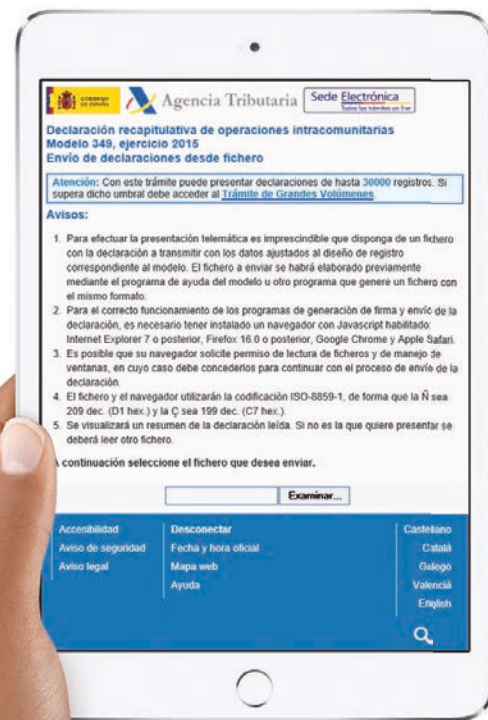 GOBIERNO
DE ESPAÑA
Agencia Tributaria
Sede Electrónica
Todos los trámites on line
Declaración recapitulativa de operaciones intracomunitarias
Modelo 349, ejercicio 2015
Envío de declaraciones desde fichero
Atención: Con este trámite puede presentar declaraciones de hasta 30000 registros. Si
supera dicho umbral debe acceder al Trámite de Grandes Volúmenes.
Avisos:
1. Para efectuar la presentación telemática es imprescindible que disponga de un fichero
con la declaración a transmitir con los datos ajustados al diseño de registro
correspondiente al modelo. El fichero a enviar se habrá elaborado previamente
mediante el programa de ayuda del modelo u otro programa que genere un fichero con
el mismo formato.
2. Para el correcto funcionamiento de los programas de generación de firma y envío de la
declaración, es necesario tener instalado un navegador con Javascript habilitado:
Internet Explorer 7 o posterior, Firefox 16.0 o posterior, Google Chrome y Apple Safari.
3. Es posible que su navegador solicite permiso de lectura de ficheros y de manejo de
ventanas, en cuyo caso debe concederlos para continuar con el proceso de envío de la
declaración.
4. El fichero y el navegador utilizarán la codificación ISO-8859-1, de forma que la Ñ sea
209 dec. (D1 hex.) y la Ç sea 199 dec. (C7 hex.).
5. Se visualizará un resumen de la declaración leída. Si no es la que quiere presentar se
deberá leer otro fichero.
continuación seleccione el fichero que desea enviar.
Examinar...
Accesibilidad
Aviso de seguridad
Aviso legal
Desconectar
Fecha y hora oficial
Mapa web
Ayuda
Castellano
Català
Galego
Valencià
English